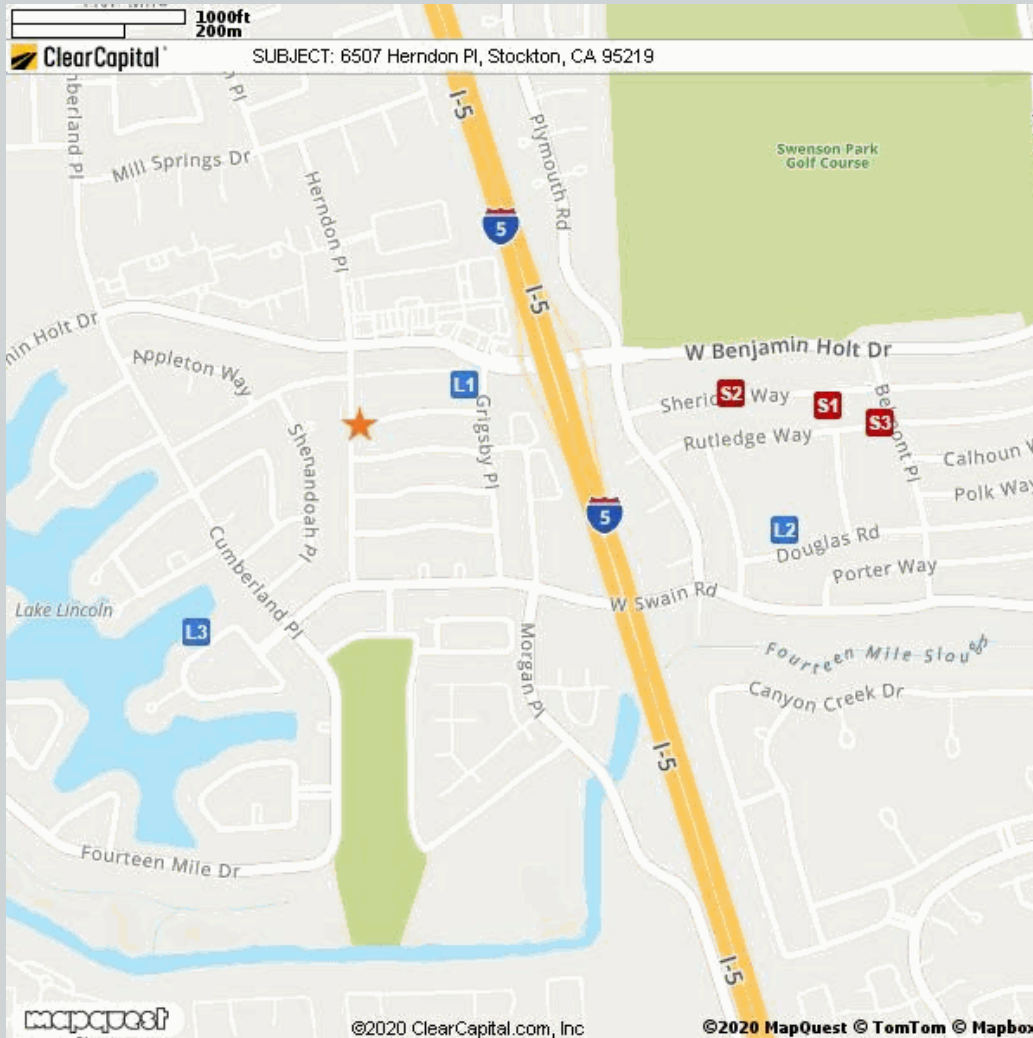 1000ft
200m
ClearCapital
SUBJECT: 6507 Herndon Pl, Stockton, CA 95219
I-5
Plymouth Rd
Swenson Park
Golf Course
Mill Springs Dr
Herndon Pl
5
I-5
W Benjamin Holt Dr
Appleton Way
L1
S2
Way
S1
S3
Belmont Pl
Grigsby Pl
Rutledge Way
Calhoun
Shenandoah Pl
Polk Way
5
L2
Douglas Rd
Cumberland Pl
Porter Way
W Swain Rd
Lake Lincoln
L3
Morgan Pl
Fourteen Mile Slough
Canyon Creek Dr
I-5
Fourteen Mile Dr
I-5
mapquest
©2020 ClearCapital.com, Inc
©2020 MapQuest © TomTom © Mapbox